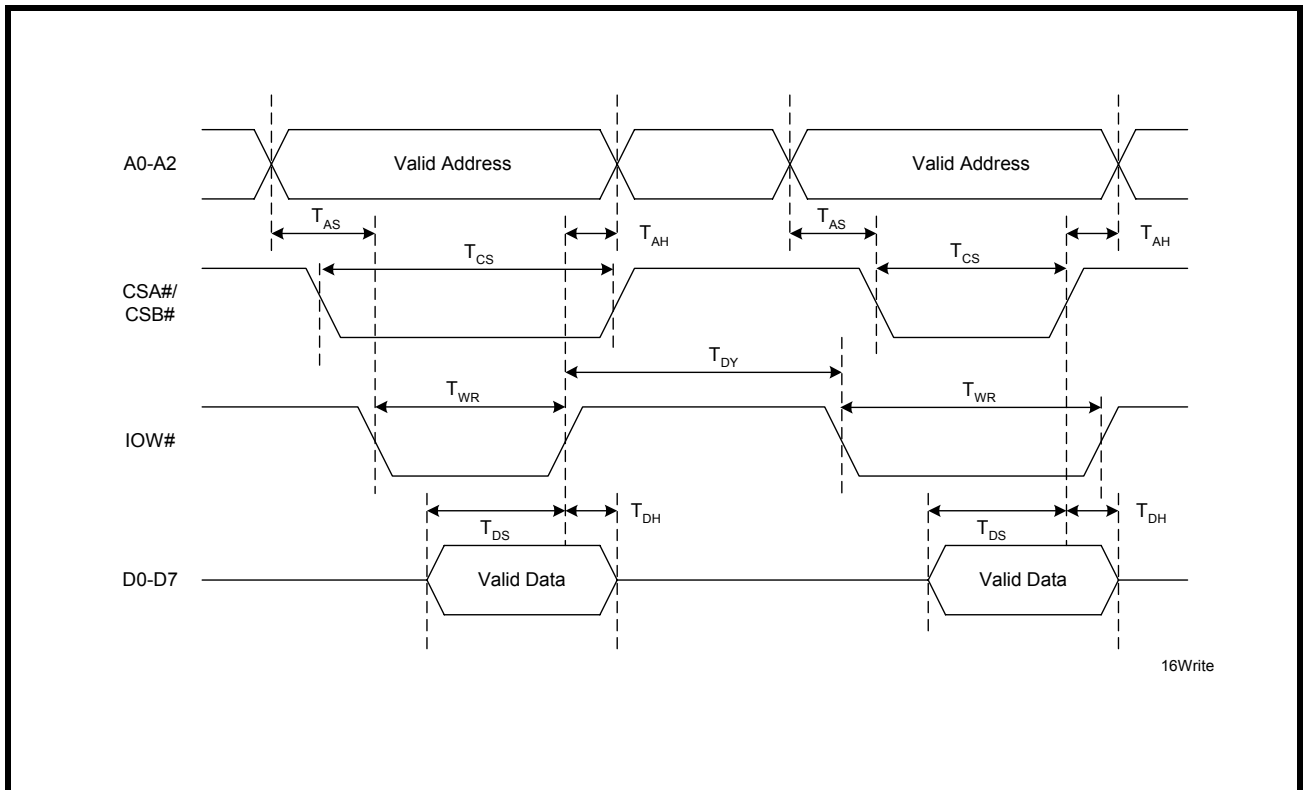 A0-A2
Valid Address
Valid Address
TAS
TAH
TAS
TAH
TCS
TCS
CSA#/
CSB#
TDY
TWR
TWR
IOW#
TDS
TDH
TDS
TDH
D0-D7
Valid Data
Valid Data
16Write